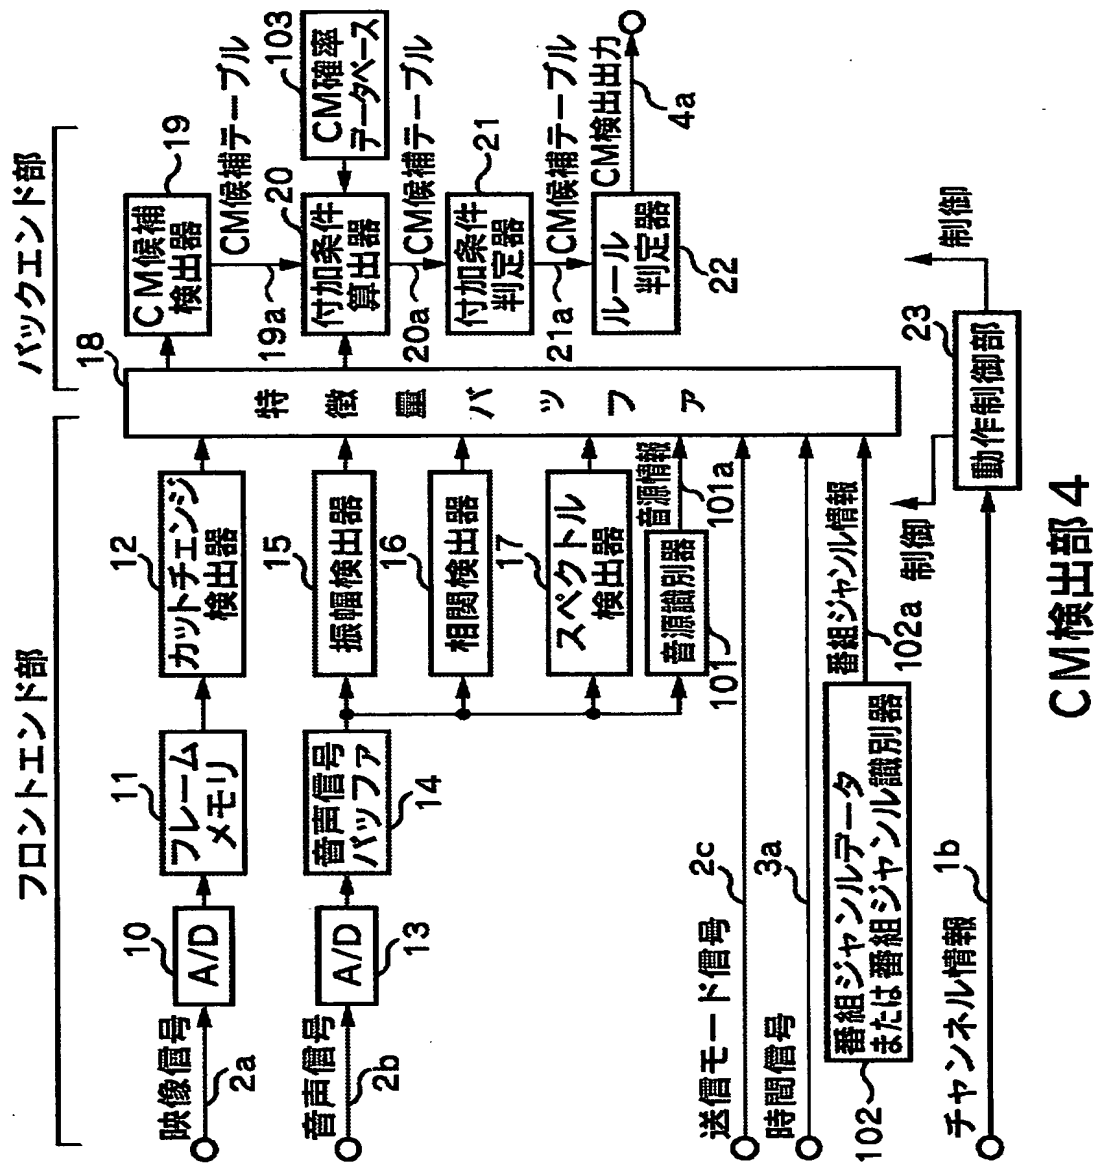 フロントエンド部
バックエンド部
映像信号
2a
10
A/D
11
フレーム
メモリ
12
カットチェンジ
検出器
音声信号
2b
13
A/D
14
音声信号
バッファ
15
振幅検出器
16
相関検出器
17
スペクトル
検出器
101
音源識別器
音源情報
101a
送信モード信号
2c
時間信号
3a
102
番組ジャンルデータ
または番組ジャンル識別器
番組ジャンル情報
102a
チャンネル情報
1b
18
特徴量バッファ
19
CM候補
検出器
CM候補テーブル
19a
103
CM確率
データベース
20
付加条件
算出器
CM候補テーブル
20a
21
付加条件
判定器
CM候補テーブル
21a
22
ルール
判定器
CM検出出力
4a
23
動作制御部
制御
制御
CM検出部4